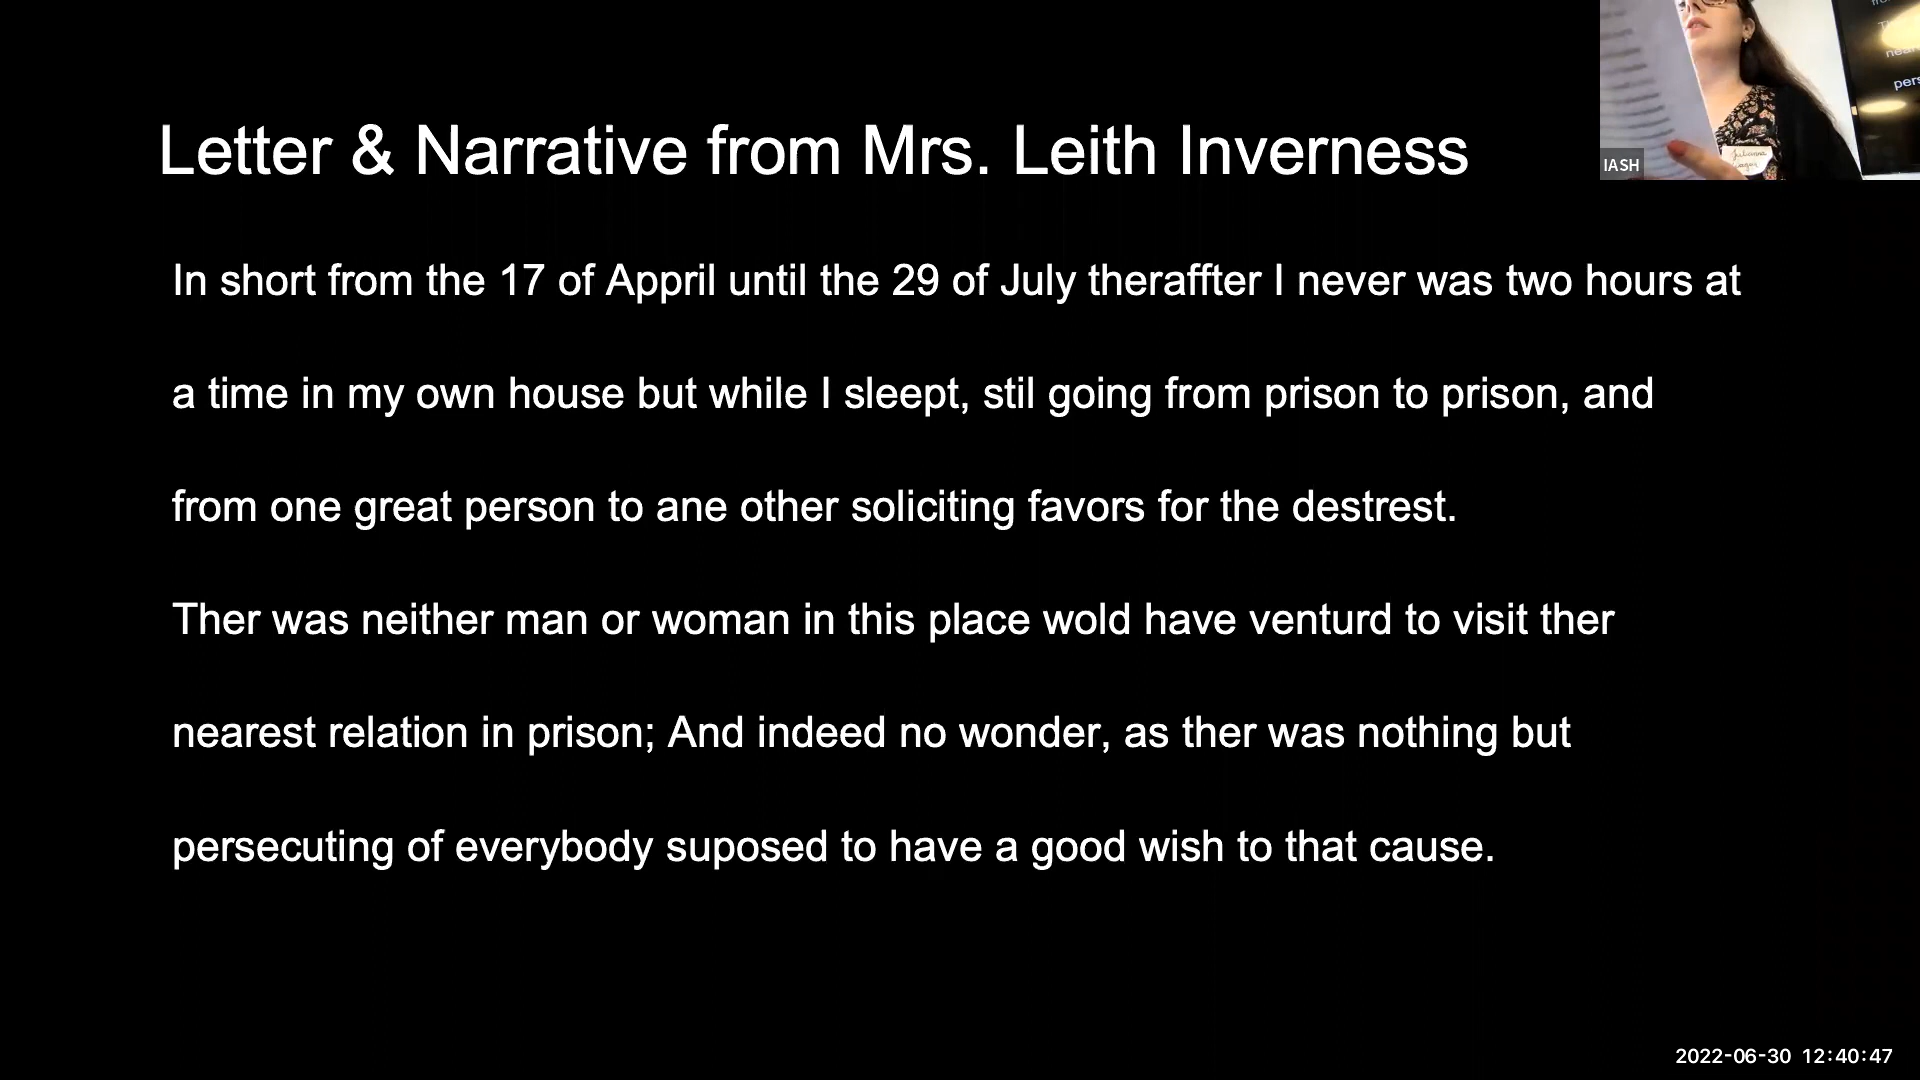 Letter & Narrative from Mrs. Leith Inverness
IASH
In short from the 17 of Appril until the 29 of July theraffter I never was two hours at
a time in my own house but while I sleept, stil going from prison to prison, and
from one great person to ane other soliciting favors for the destrest.
Ther was neither man or woman in this place wold have venturd to visit ther
nearest relation in prison; And indeed no wonder, as ther was nothing but
persecuting of everybody suposed to have a good wish to that cause.
2022-06-30 12:40:47